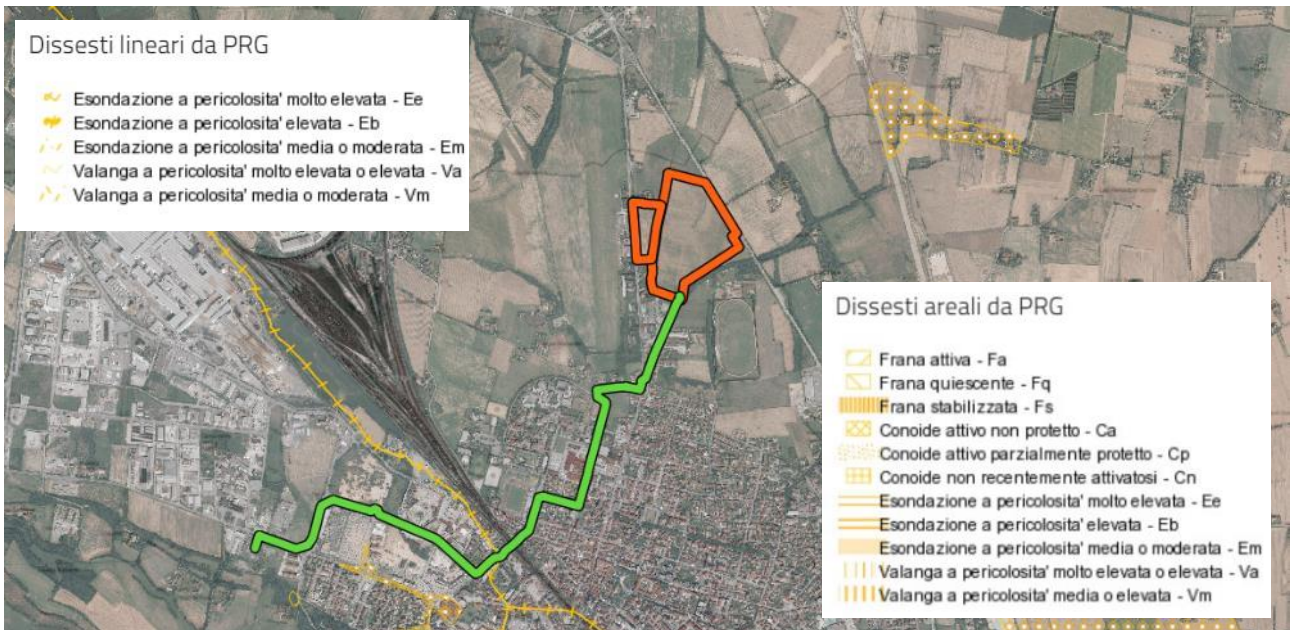 Dissesti lineari da PRG
Esondazione a pericolosita' molto elevata - Ee
Esondazione a pericolosita' elevata - Eb
Esondazione a pericolosita' media o moderata - Em
Valanga a pericolosita' molto elevata o elevata - Va
Valanga a pericolosita' media o moderata - Vm
Dissesti areali da PRG
Frana attiva - Fa
Frana quiescente - Fq
Frana stabilizzata - Fs
Conoide attivo non protetto - Ca
Conoide attivo parzialmente protetto - Cp
Conoide non recentemente attivatosi - Cn
Esondazione a pericolosita' molto elevata - Ee
Esondazione a pericolosita' elevata - Eb
Esondazione a pericolosita' media o moderata - Em
Valanga a pericolosita' molto elevata o elevata - Va
Valanga a pericolosita' media o elevata - Vm